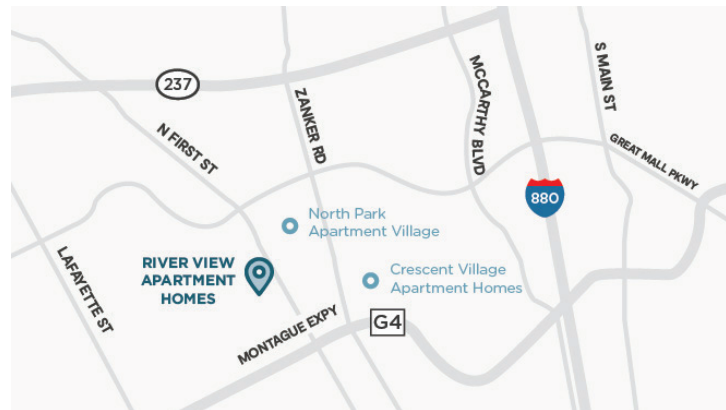 237
N FIRST ST
ZANKER RD
MCCARTHY BLVD
S MAIN ST
GREAT MALL PKWY
880
North Park
Apartment Village
RIVER VIEW
APARTMENT
HOMES
Crescent Village
Apartment Homes
LAFAYETTE ST
MONTAGUE EXPY
G4